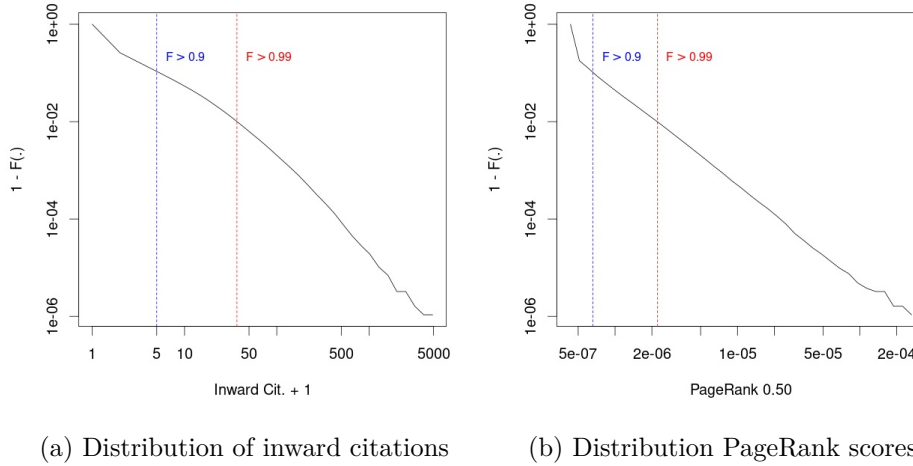 1e+00
1e-02
1e-04
1e-06
1 - F(.)
F > 0.9
F > 0.99
1 5 10 50 500 5000
Inward Cit. + 1
(a) Distribution of inward citations
1e+00
1e-02
1e-04
1e-06
1 - F(.)
F > 0.9
F > 0.99
5e-07 2e-06 1e-05 5e-05 2e-04
PageRank 0.50
(b) Distribution PageRank scores